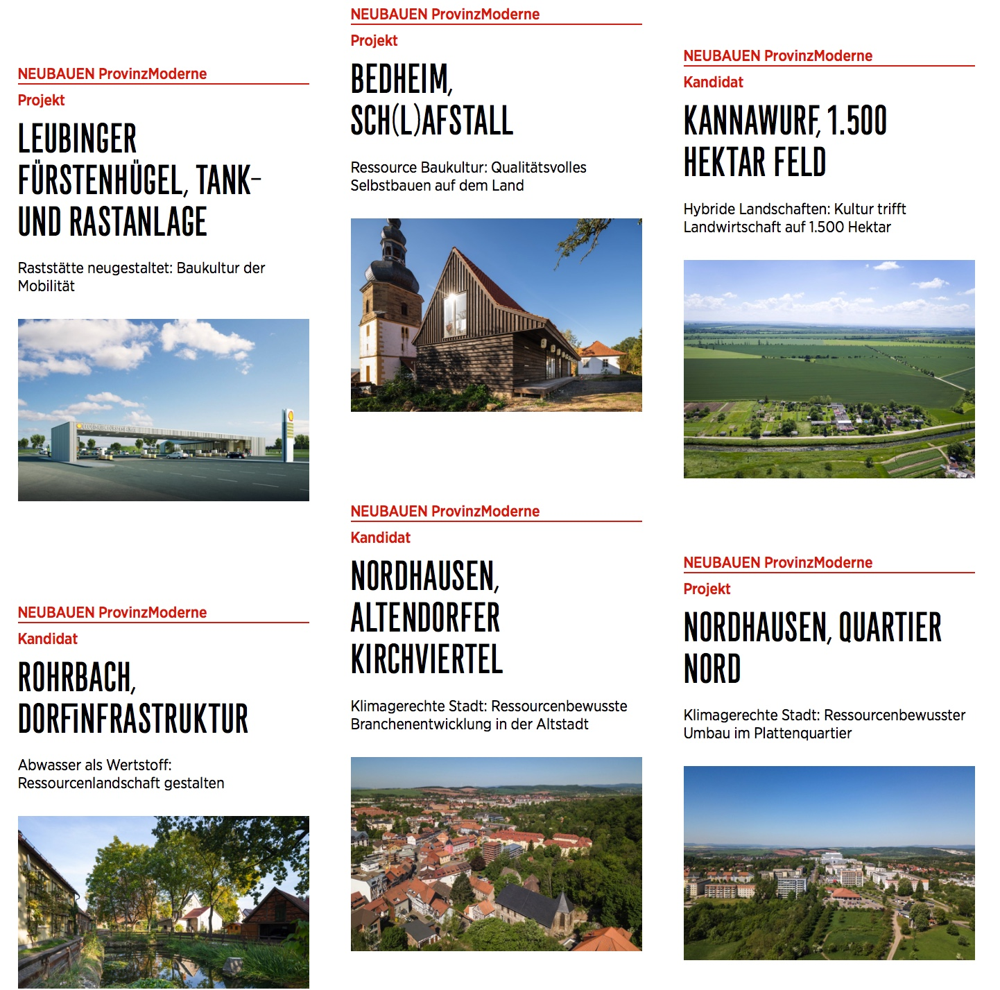 NEUBAUEN ProvinzModerne
Projekt
LEUBINGER
FÜRSTENHÜGEL, TANK-
UND RASTANLAGE
Raststätte neugestaltet: Baukultur der
Mobilität
NEUBAUEN ProvinzModerne
Kandidat
ROHRBACH,
DORFINFRASTRUKTUR
Abwasser als Wertstoff:
Ressourcenlandschaft gestalten
NEUBAUEN ProvinzModerne
Projekt
BEDHEIM,
SCH(L)AFSTALL
Ressource Baukultur: Qualitätsvolles
Selbstbauen auf dem Land
NEUBAUEN ProvinzModerne
Kandidat
NORDHAUSEN,
ALTENDORFER
KIRCHVIERTEL
Klimagerechte Stadt: Ressourcenbewusste
Branchenentwicklung in der Altstadt
NEUBAUEN ProvinzModerne
Kandidat
KANNAWURF, 1.500
HEKTAR FELD
Hybride Landschaften: Kultur trifft
Landwirtschaft auf 1.500 Hektar
NEUBAUEN ProvinzModerne
Projekt
NORDHAUSEN, QUARTIER
NORD
Klimagerechte Stadt: Ressourcenbewusster
Umbau im Plattenquartier